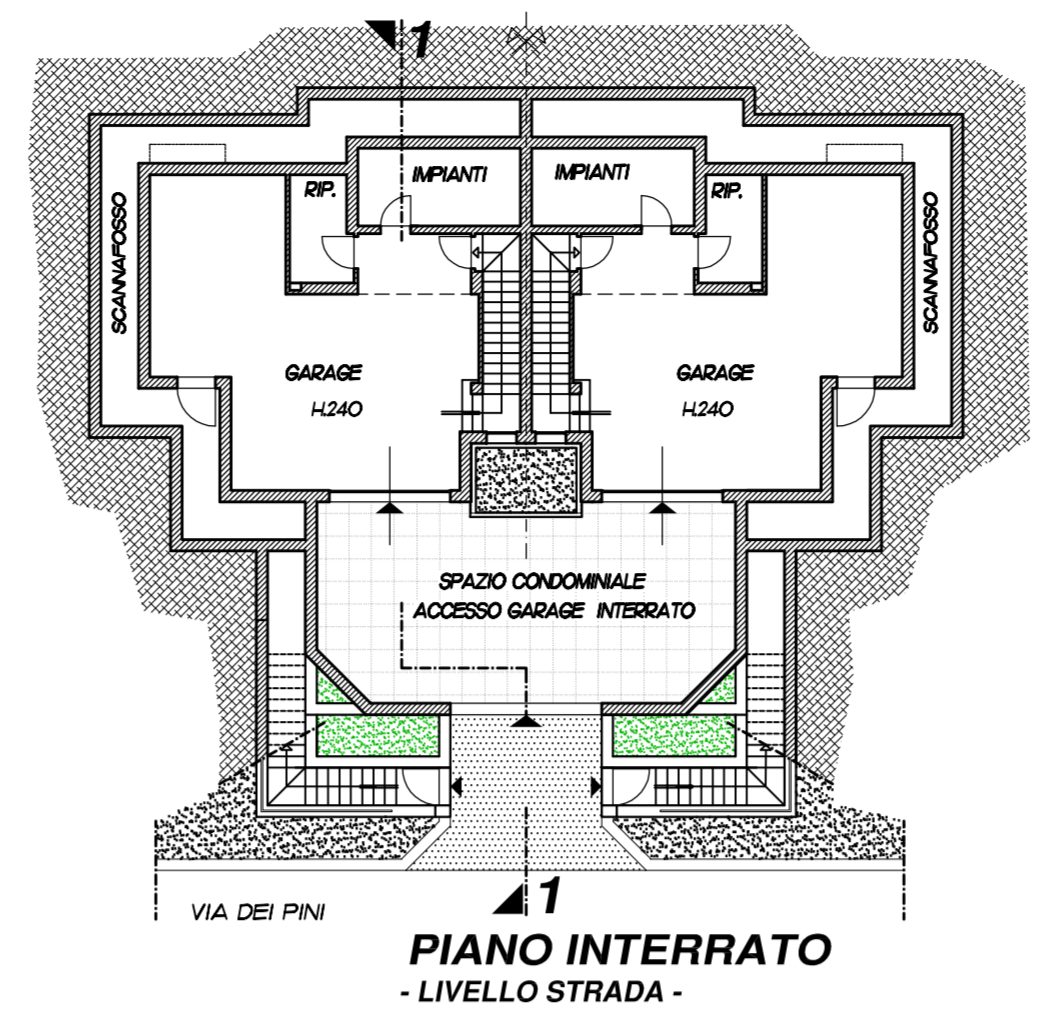 1
IMPIANTI
IMPIANTI
RIP.
RIP.
SCANNAFOSSO
SCANNAFOSSO
GARAGE
H.240
GARAGE
H.240
SPAZIO CONDOMINIALE
ACCESSO GARAGE INTERRATO
1
VIA DEI PINI
PIANO INTERRATO
- LIVELLO STRADA -